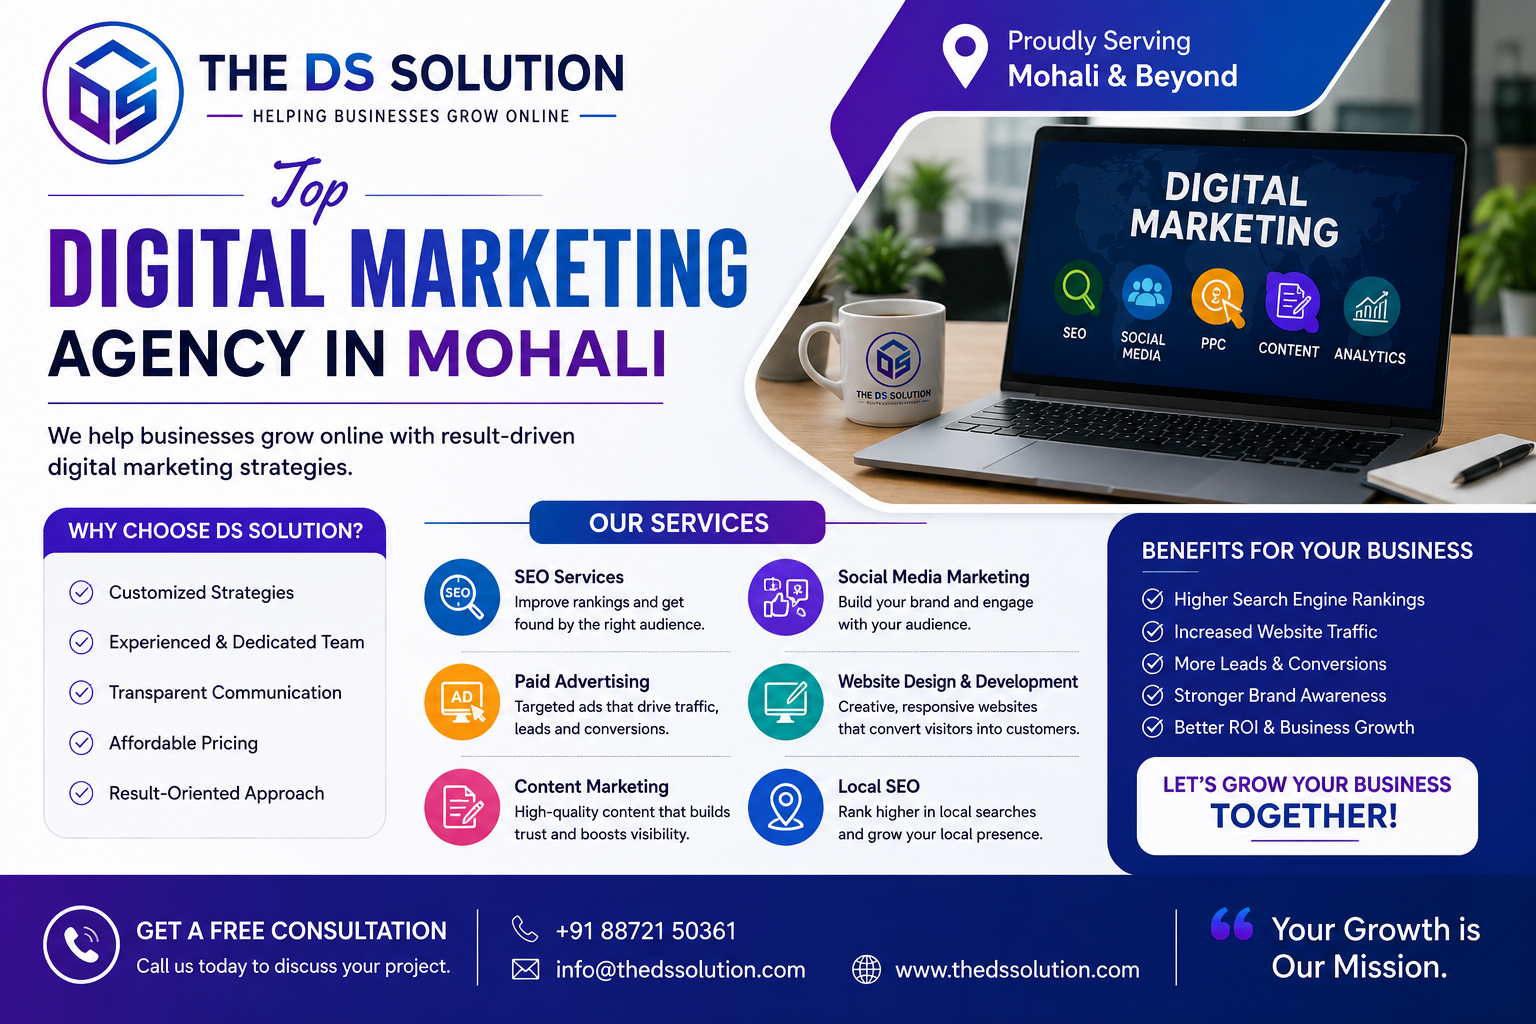 THE DS SOLUTION
HELPING BUSINESSES GROW ONLINE
Proudly Serving
Mohali & Beyond
Top
DIGITAL MARKETING
AGENCY IN MOHALI
We help businesses grow online with result-driven
digital marketing strategies.
DIGITAL
MARKETING
SEO
SOCIAL
MEDIA
PPC
CONTENT
ANALYTICS
DS
THE DS SOLUTION
WHY CHOOSE DS SOLUTION?
Customized Strategies
Experienced & Dedicated Team
Transparent Communication
Affordable Pricing
Result-Oriented Approach
OUR SERVICES
SEO
SEO Services
Improve rankings and get
found by the right audience.
Social Media Marketing
Build your brand and engage
with your audience.
AD
Paid Advertising
Targeted ads that drive traffic,
leads and conversions.
Website Design & Development
Creative, responsive websites
that convert visitors into customers.
Content Marketing
High-quality content that builds
trust and boosts visibility.
Local SEO
Rank higher in local searches
and grow your local presence.
BENEFITS FOR YOUR BUSINESS
Higher Search Engine Rankings
Increased Website Traffic
More Leads & Conversions
Stronger Brand Awareness
Better ROI & Business Growth
LET'S GROW YOUR BUSINESS
TOGETHER!
GET A FREE CONSULTATION
Call us today to discuss your project.
+91 88721 50361
info@thedssolution.com
www.thedssolution.com
Your Growth is
Our Mission.